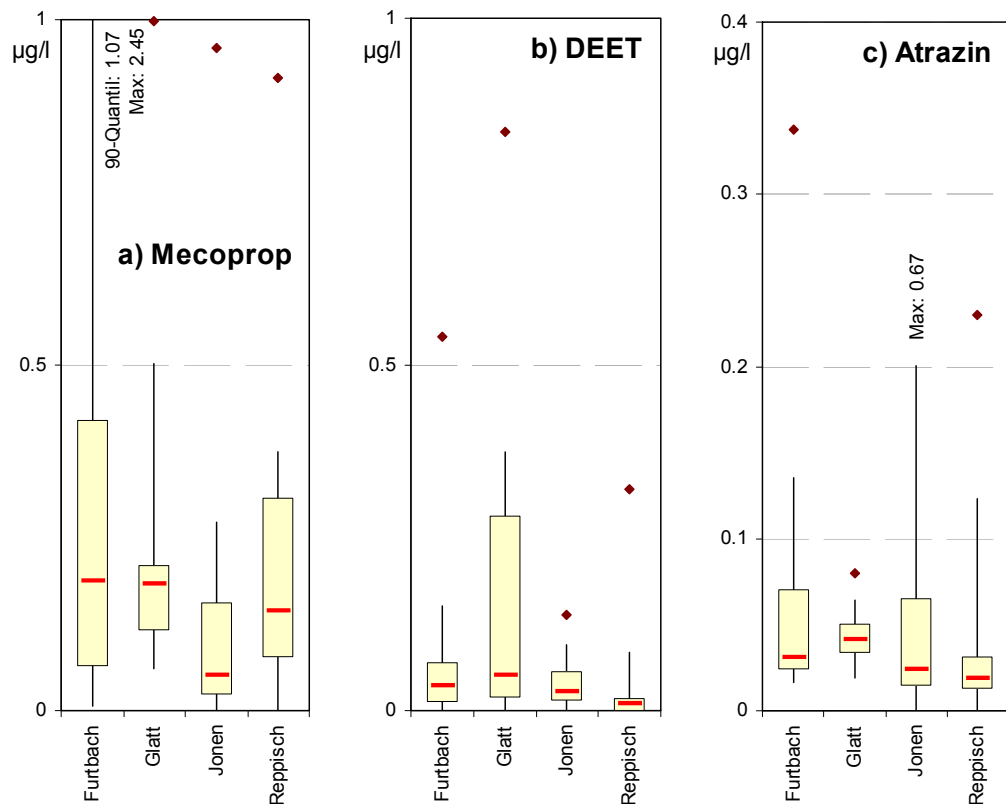 1
µg/l
90-Quantil: 1.07
Max: 2.45
a) Mecoprop
0.5
0
Furtbach
Glatt
Jonen
Reppisch
1
µg/l
b) DEET
0.5
0
Furtbach
Glatt
Jonen
Reppisch
0.4
µg/l
c) Atrazin
0.3
Max: 0.67
0.2
0.1
0
Furtbach
Glatt
Jonen
Reppisch